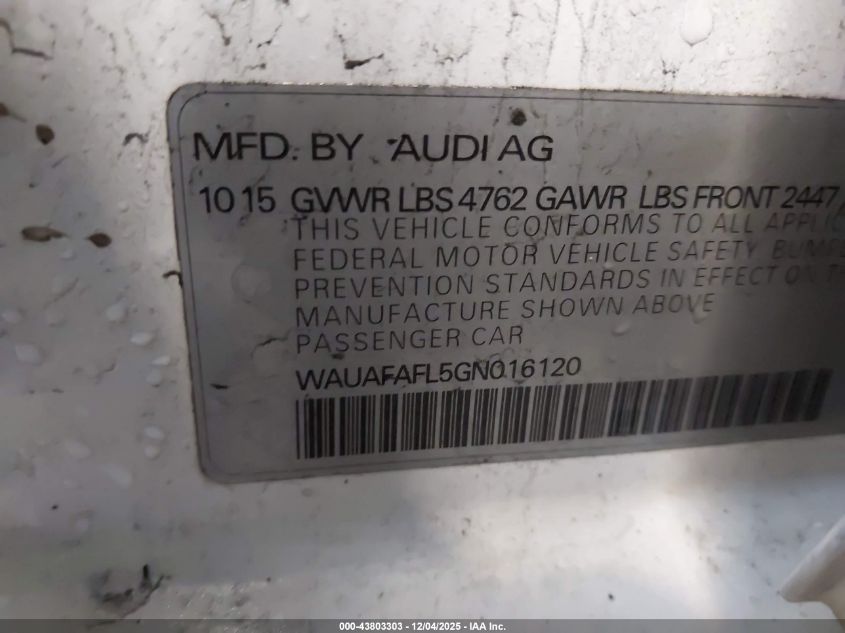 MFD. BY AUDI AG
10 15 GVWR LBS 4762 GAWR LBS FRONT 2447
THIS VEHICLE CONFORMS TO ALL APPLIC
FEDERAL MOTOR VEHICLE SAFETY BUMPE
PREVENTION STANDARDS IN EFFECT ON T
MANUFACTURE SHOWN ABOVE
PASSENGER CAR
WAUAFAFL5GN016120
000-43803303 - 12/04/2025 - IAA Inc.